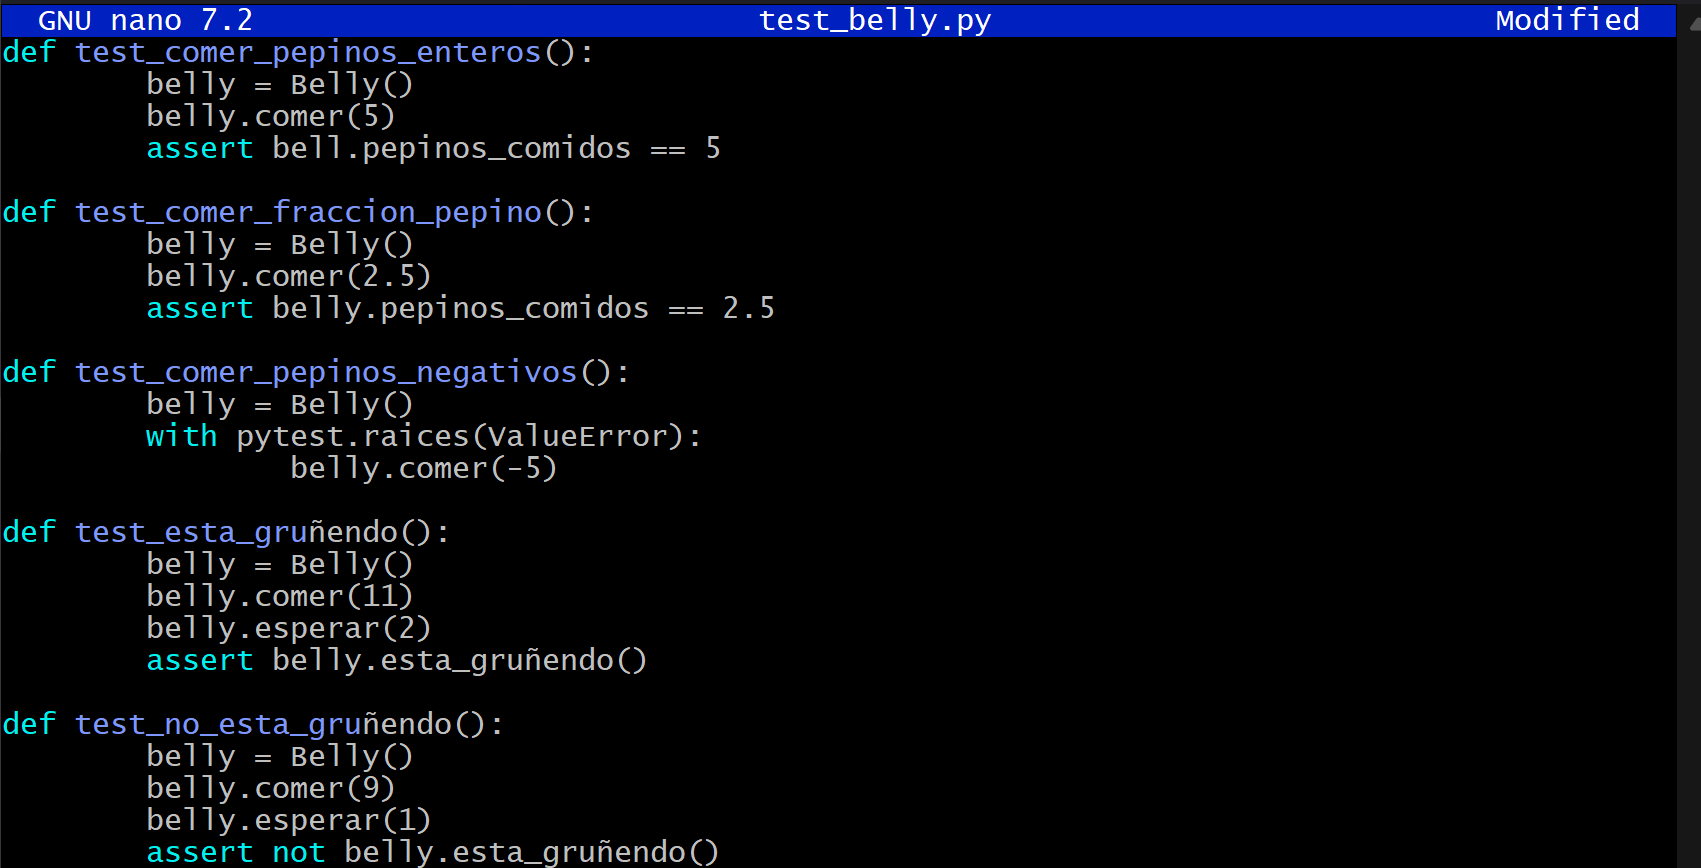 GNU nano 7.2 test_belly.py Modified
def test_comer_pepinos_enteros():
        belly = Belly()
        belly.comer(5)
        assert bell.pepinos_comidos == 5

def test_comer_fraccion_pepino():
        belly = Belly()
        belly.comer(2.5)
        assert belly.pepinos_comidos == 2.5

def test_comer_pepinos_negativos():
        belly = Belly()
        with pytest.raices(ValueError):
                belly.comer(-5)

def test_esta_gruñendo():
        belly = Belly()
        belly.comer(11)
        belly.esperar(2)
        assert belly.esta_gruñendo()

def test_no_esta_gruñendo():
        belly = Belly()
        belly.comer(9)
        belly.esperar(1)
        assert not belly.esta_gruñendo()